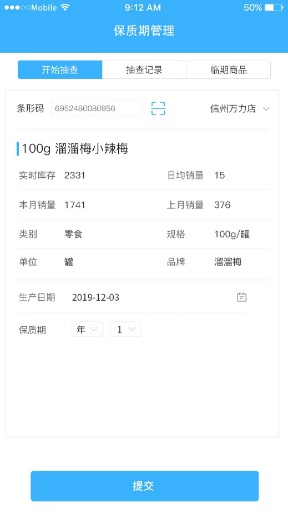 Mobile 9:12 AM 50%
保质期管理
开始抽查 抽查记录 临期商品
条形码 6952480080956 信州万力店
100g 溜溜梅小辣梅
实时库存 2331 日均销量 15
本月销量 1741 上月销量 376
类别 零食 规格 100g/罐
单位 罐 品牌 溜溜梅
生产日期 2019-12-03
保质期 年 1
提交